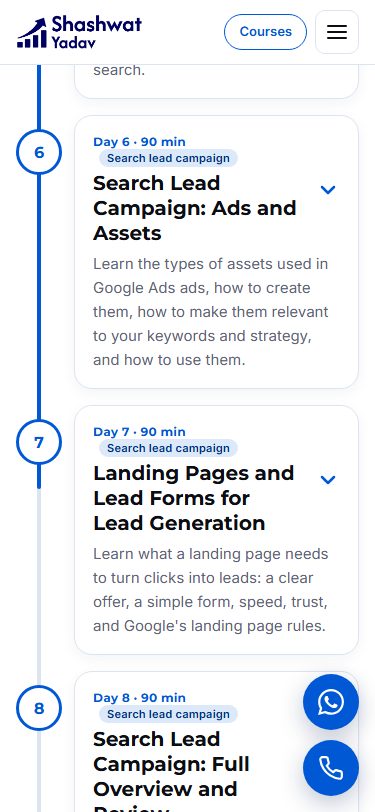 Shashwat
Yadav
Courses
search.
6
Day 6 · 90 min
Search lead campaign
Search Lead
Campaign: Ads and
Assets
Learn the types of assets used in
Google Ads ads, how to create
them, how to make them relevant
to your keywords and strategy,
and how to use them.
7
Day 7 · 90 min
Search lead campaign
Landing Pages and
Lead Forms for
Lead Generation
Learn what a landing page needs
to turn clicks into leads: a clear
offer, a simple form, speed, trust,
and Google's landing page rules.
8
Day 8 · 90 min
Search lead campaign
Search Lead
Campaign: Full
Overview and
Review